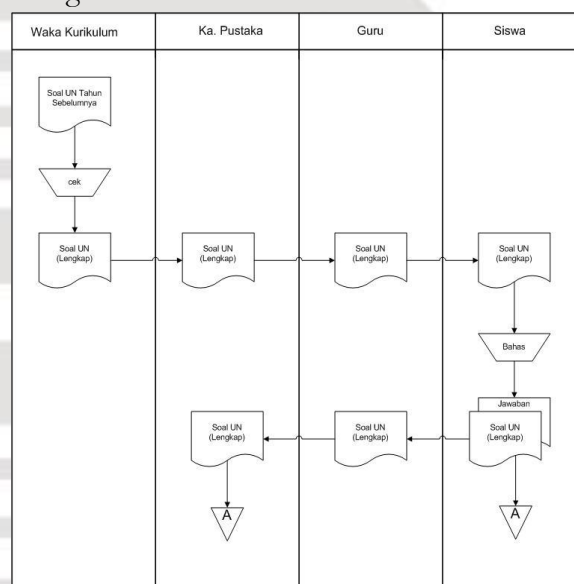 Waka Kurikulum
Ka. Pustaka
Guru
Siswa
Soal UN Tahun
Sebelumnya
cek
Soal UN
(Lengkap)
Soal UN
(Lengkap)
Soal UN
(Lengkap)
Soal UN
(Lengkap)
Bahas
Jawaban
Soal UN
(Lengkap)
Soal UN
(Lengkap)
Soal UN
(Lengkap)
A
A